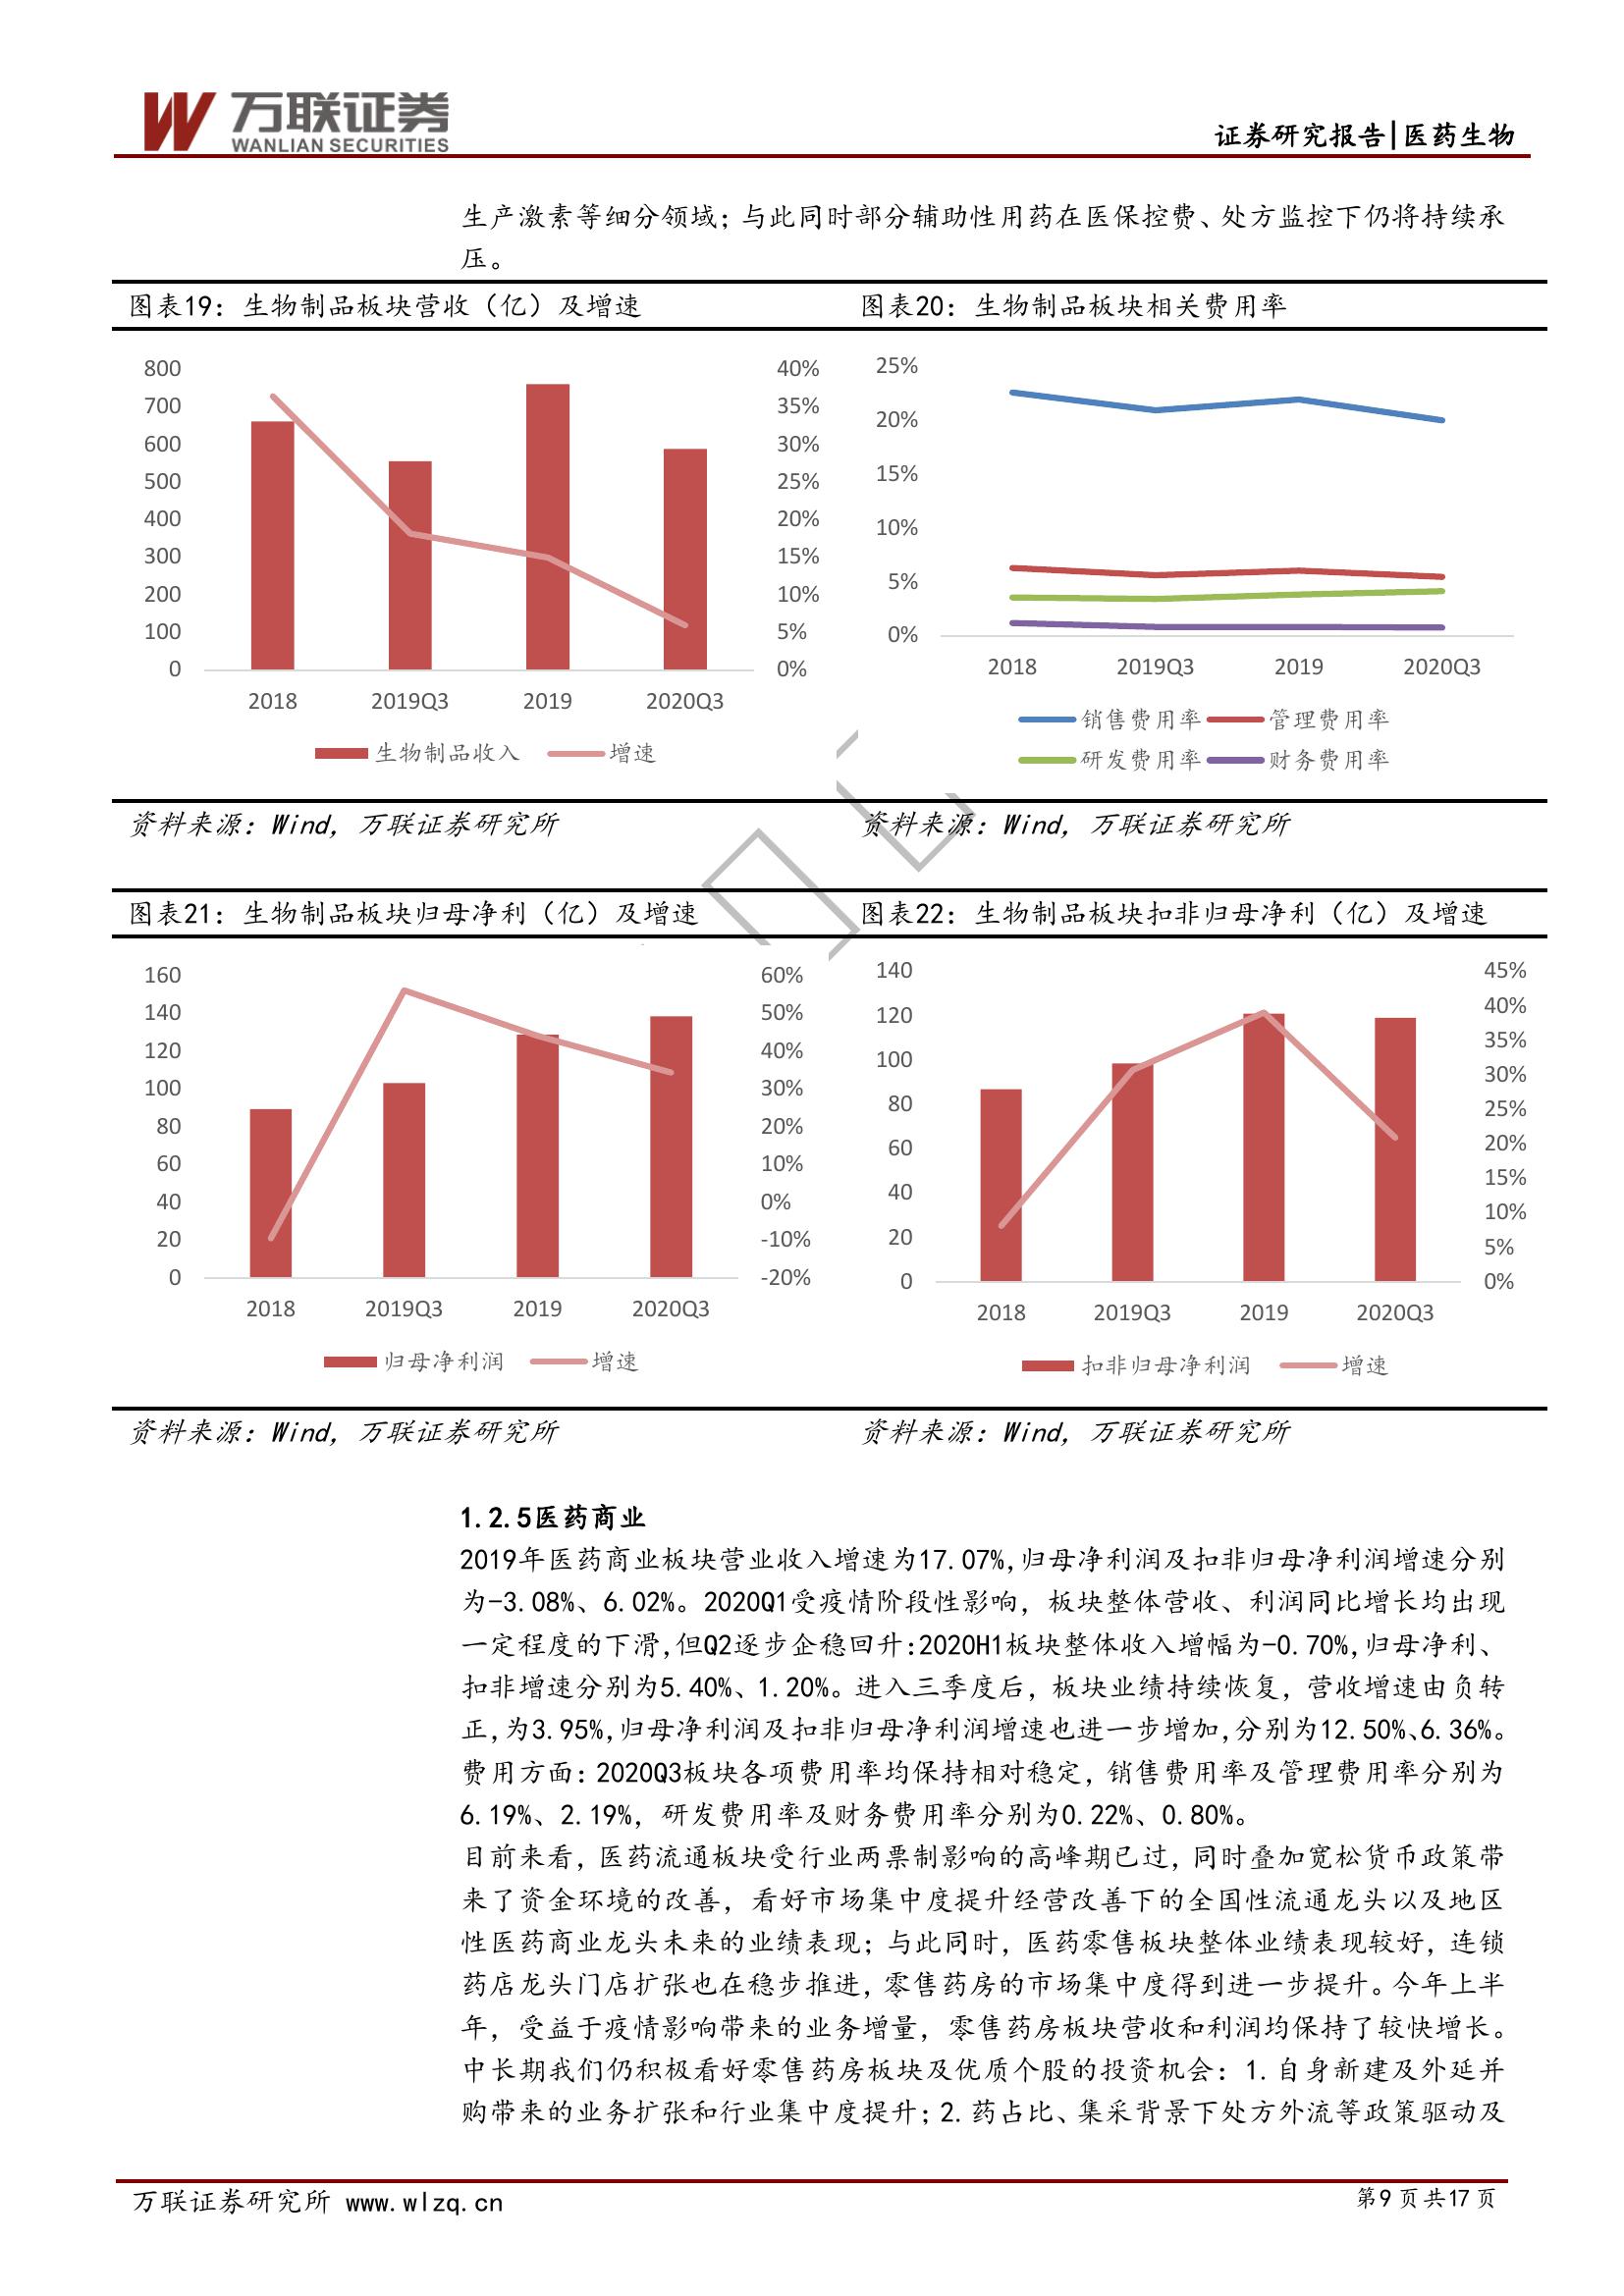 万联证券
WANLIAN SECURITIES
证券研究报告|医药生物
生产激素等细分领域；与此同时部分辅助性用药在医保控费、处方监控下仍将持续承
压。
图表19：生物制品板块营收（亿）及增速
800
700
600
500
400
300
200
100
0
40%
35%
30%
25%
20%
15%
10%
5%
0%
2018 2019Q3 2019 2020Q3
生物制品收入 增速
资料来源：Wind, 万联证券研究所
图表20：生物制品板块相关费用率
25%
20%
15%
10%
5%
0%
2018 2019Q3 2019 2020Q3
销售费用率 管理费用率
研发费用率 财务费用率
资料来源：Wind, 万联证券研究所
图表21：生物制品板块归母净利（亿）及增速
160
140
120
100
80
60
40
20
0
60%
50%
40%
30%
20%
10%
0%
-10%
-20%
2018 2019Q3 2019 2020Q3
归母净利润 增速
资料来源：Wind, 万联证券研究所
图表22：生物制品板块扣非归母净利（亿）及增速
140
120
100
80
60
40
20
0
45%
40%
35%
30%
25%
20%
15%
10%
5%
0%
2018 2019Q3 2019 2020Q3
扣非归母净利润 增速
资料来源：Wind, 万联证券研究所
1.2.5医药商业
2019年医药商业板块营业收入增速为17.07%,归母净利润及扣非归母净利润增速分别
为-3.08%、6.02%。2020Q1受疫情阶段性影响，板块整体营收、利润同比增长均出现
一定程度的下滑,但Q2逐步企稳回升:2020H1板块整体收入增幅为-0.70%,归母净利、
扣非增速分别为5.40%、1.20%。进入三季度后，板块业绩持续恢复，营收增速由负转
正,为3.95%,归母净利润及扣非归母净利润增速也进一步增加,分别为12.50%、6.36%。
费用方面：2020Q3板块各项费用率均保持相对稳定，销售费用率及管理费用率分别为
6.19%、2.19%，研发费用率及财务费用率分别为0.22%、0.80%。
目前来看，医药流通板块受行业两票制影响的高峰期已过，同时叠加宽松货币政策带
来了资金环境的改善，看好市场集中度提升经营改善下的全国性流通龙头以及地区
性医药商业龙头未来的业绩表现；与此同时，医药零售板块整体业绩表现较好，连锁
药店龙头门店扩张也在稳步推进，零售药房的市场集中度得到进一步提升。今年上半
年，受益于疫情影响带来的业务增量，零售药房板块营收和利润均保持了较快增长。
中长期我们仍积极看好零售药房板块及优质个股的投资机会：1.自身新建及外延并
购带来的业务扩张和行业集中度提升；2.药占比、集采背景下处方外流等政策驱动及
万联证券研究所 www.wlzq.cn
第9页共17页